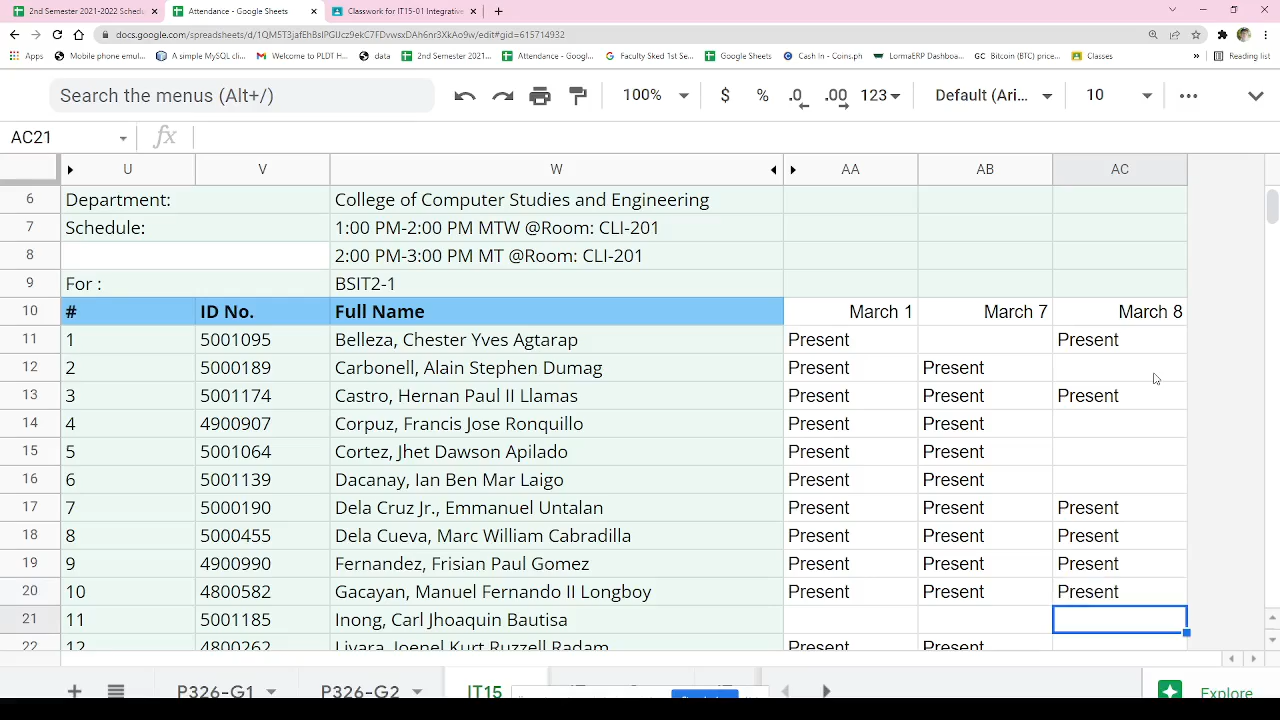 2nd Semester 2021-2022 Schedu
Attendance - Google Sheets
Classwork for IT15-01 Integrative
docs.google.com/spreadsheets/d/1QM5T3jafEhBsIPGUcz9ekC7FDvwsxDAh6nr3XkAo9w/edit#gid=615714932
Apps
Mobile phone emul...
A simple MySQL cli...
Welcome to PLDT H...
data
2nd Semester 2021...
Attendance - Googl...
Faculty Sked 1st Se...
Google Sheets
Cash In - Coins.ph
LormaERP Dashboa...
Bitcoin (BTC) price...
Classes
Reading list
Search the menus (Alt+/)
100%
$ % .0 .00 123
Default (Ari...
10
AC21
fx
U V W AA AB AC
6 Department: College of Computer Studies and Engineering
7 Schedule: 1:00 PM-2:00 PM MTW @Room: CLI-201
8 2:00 PM-3:00 PM MT @Room: CLI-201
9 For : BSIT2-1
10 # ID No. Full Name March 1 March 7 March 8
11 1 5001095 Belleza, Chester Yves Agtarap Present Present
12 2 5000189 Carbonell, Alain Stephen Dumag Present Present
13 3 5001174 Castro, Hernan Paul II Llamas Present Present Present
14 4 4900907 Corpuz, Francis Jose Ronquillo Present Present
15 5 5001064 Cortez, Jhet Dawson Apilado Present Present
16 6 5001139 Dacanay, Ian Ben Mar Laigo Present Present
17 7 5000190 Dela Cruz Jr., Emmanuel Untalan Present Present Present
18 8 5000455 Dela Cueva, Marc William Cabradilla Present Present Present
19 9 4900990 Fernandez, Frisian Paul Gomez Present Present Present
20 10 4800582 Gacayan, Manuel Fernando II Longboy Present Present Present
21 11 5001185 Inong, Carl Jhoaquin Bautisa
22 12 4800262 Livara, Joenel Kurt Ruzzell Radam Present Present
P326-G1
P326-G2
IT15
Explore